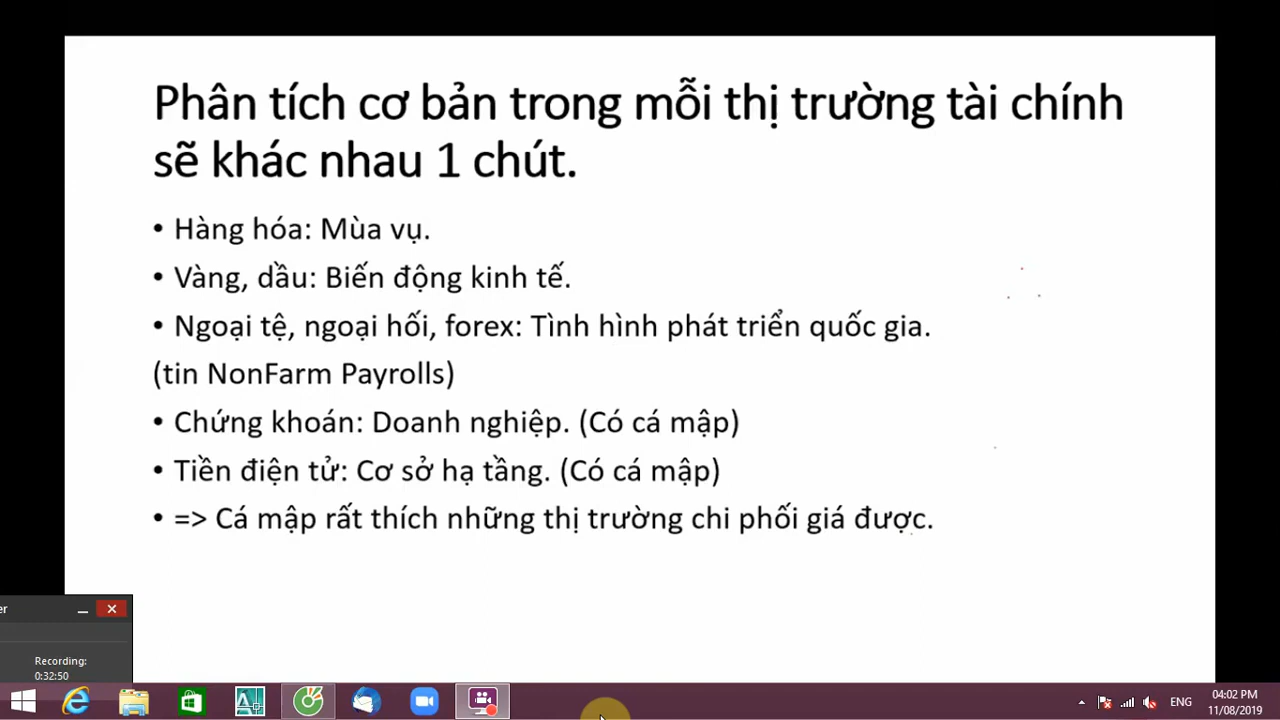 Phân tích cơ bản trong mỗi thị trường tài chính
sẽ khác nhau 1 chút.
• Hàng hóa: Mùa vụ.
• Vàng, dầu: Biến động kinh tế.
• Ngoại tệ, ngoại hối, forex: Tình hình phát triển quốc gia.
(tin NonFarm Payrolls)
• Chứng khoán: Doanh nghiệp. (Có cá mập)
• Tiền điện tử: Cơ sở hạ tầng. (Có cá mập)
• => Cá mập rất thích những thị trường chi phối giá được.
er
Recording:
0:32:50
ENG
04:02 PM
11/08/2019